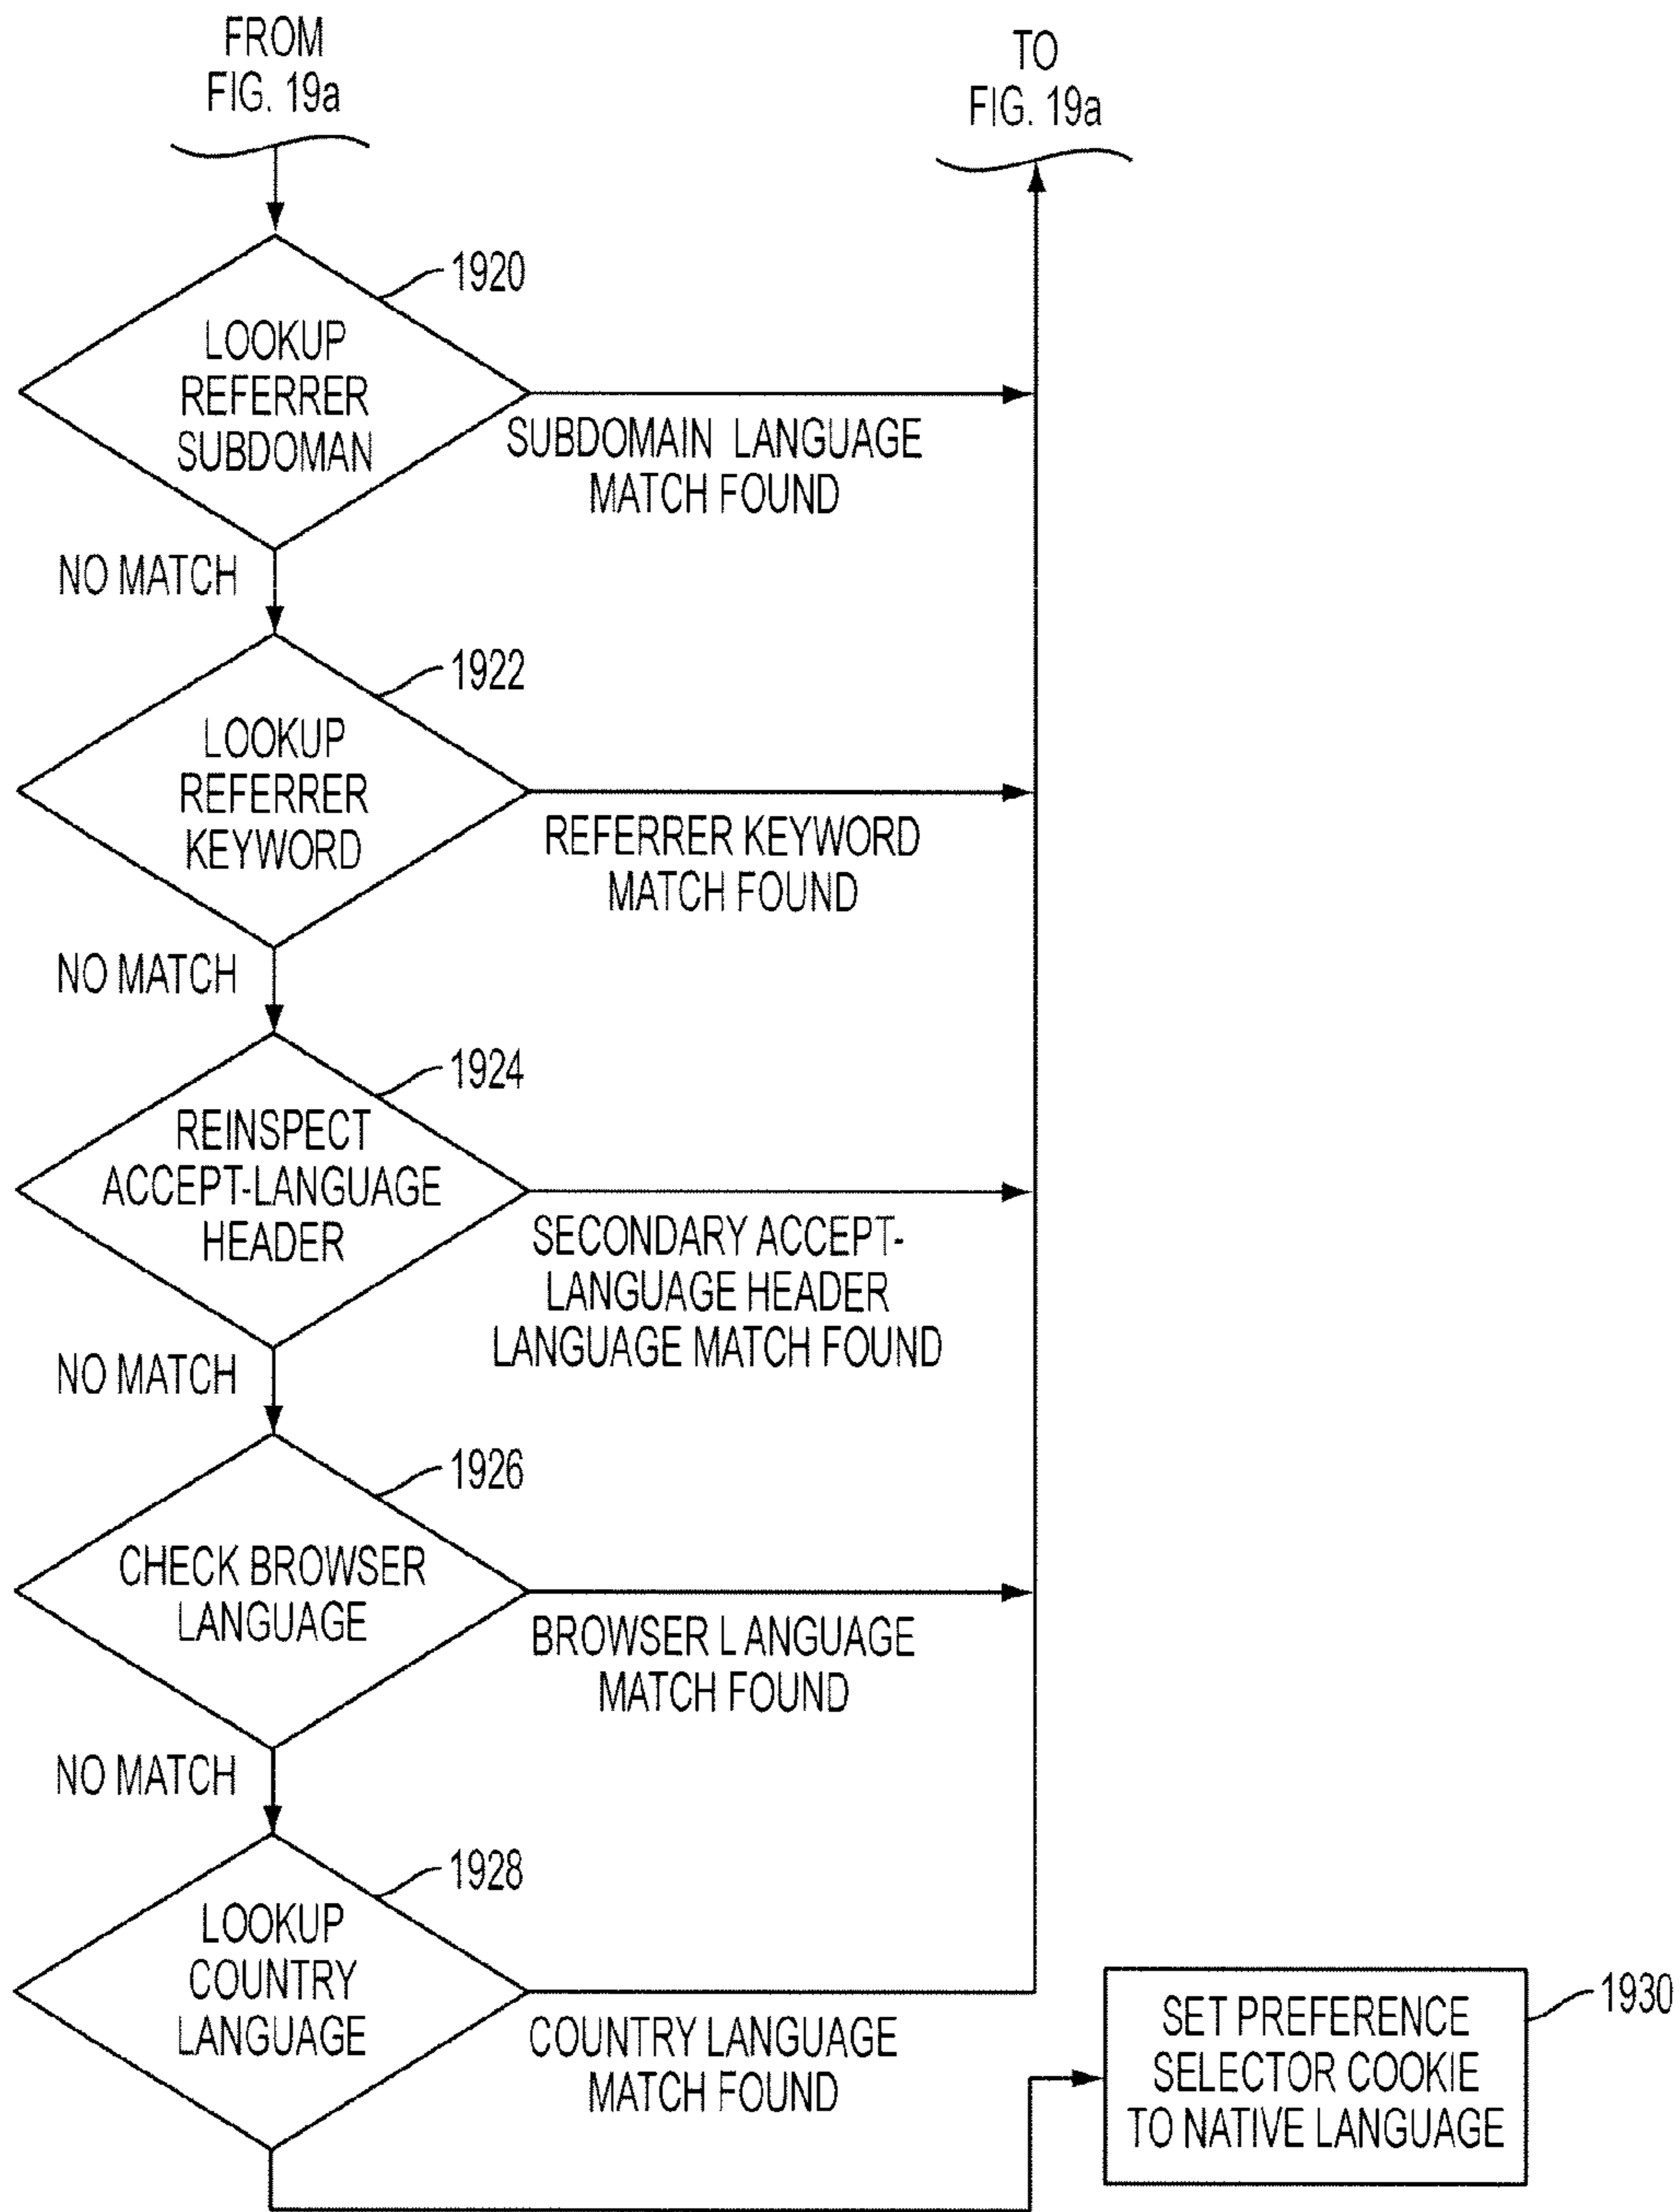 FROM
FIG. 19a
TO
FIG. 19a
1920
LOOKUP
REFERRER
SUBDOMAN
SUBDOMAIN LANGUAGE
MATCH FOUND
NO MATCH
1922
LOOKUP
REFERRER
KEYWORD
REFERRER KEYWORD
MATCH FOUND
NO MATCH
1924
REINSPECT
ACCEPT-LANGUAGE
HEADER
SECONDARY ACCEPT-
LANGUAGE HEADER
LANGUAGE MATCH FOUND
NO MATCH
1926
CHECK BROWSER
LANGUAGE
BROWSER LANGUAGE
MATCH FOUND
NO MATCH
1928
LOOKUP
COUNTRY
LANGUAGE
COUNTRY LANGUAGE
MATCH FOUND
1930
SET PREFERENCE
SELECTOR COOKIE
TO NATIVE LANGUAGE